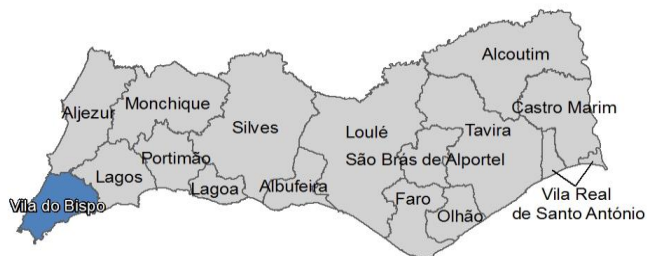 Alcoutim
Aljezur
Monchique
Castro Marim
Silves
Loulé
Tavira
Portimão
São Brás de Alportel
Lagos
Lagoa
Albufeira
Vila do Bispo
Faro
Olhão
Vila Real
de Santo António